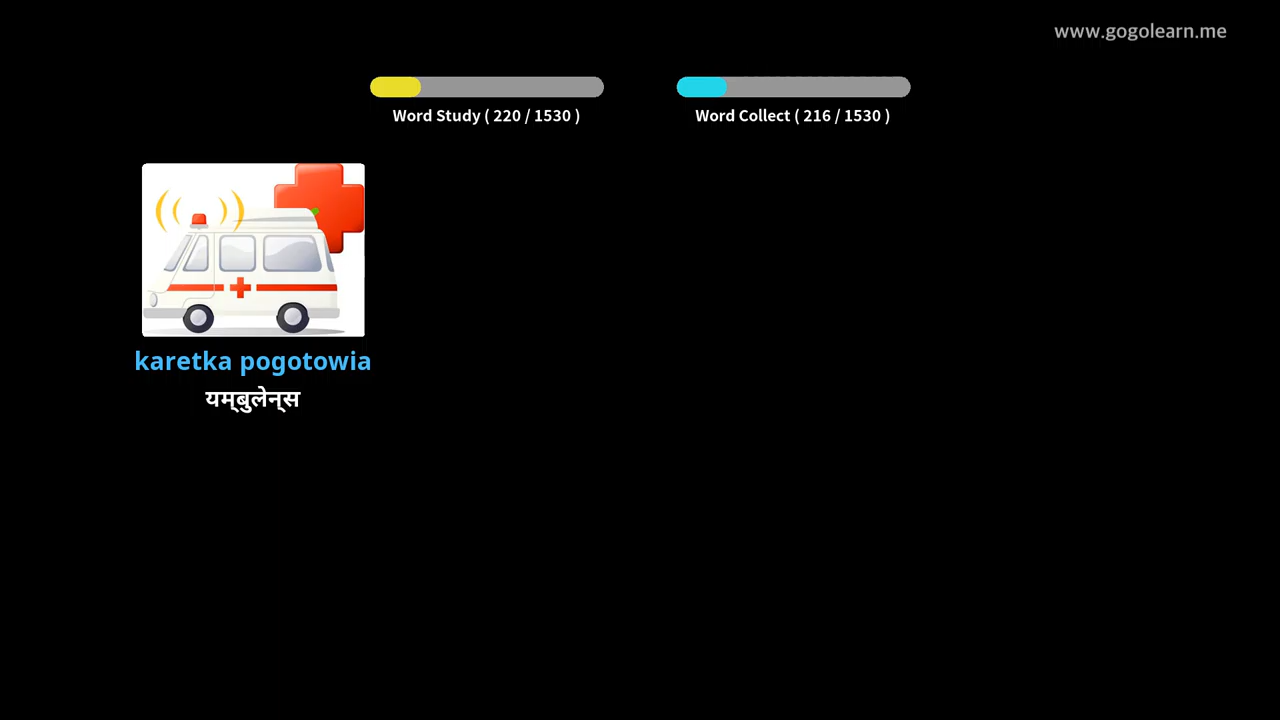 www.gogolearn.me
Word Study ( 220 / 1530 )
Word Collect ( 216 / 1530 )
karetka pogotowia
यम्बुलेन्स